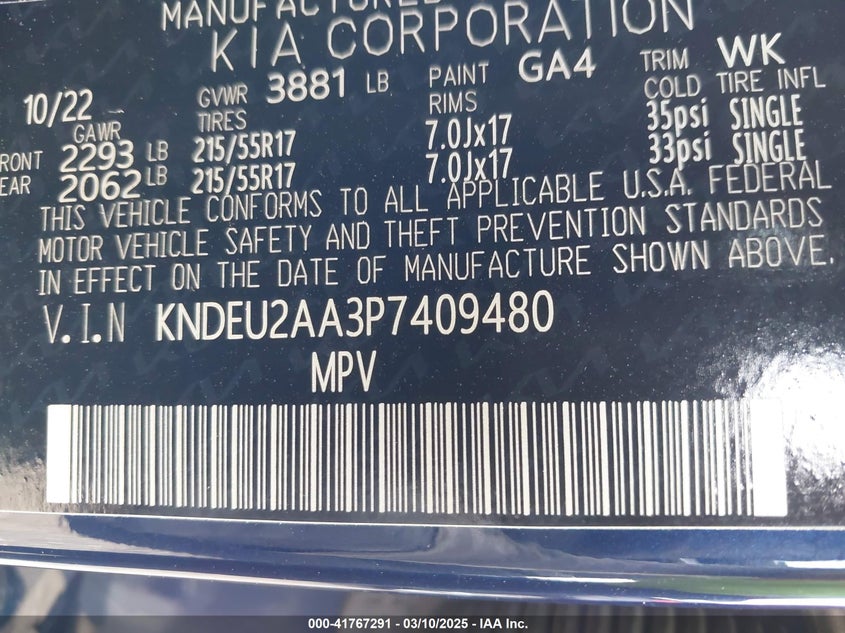 MANUFACTURED
KIA CORPORATION
10/22 GVWR 3881 LB PAINT GA4 TRIM WK
GAWR TIRES RIMS COLD TIRE INFL
FRONT 2293 LB 215/55R17 7.0Jx17 35psi SINGLE
REAR 2062 LB 215/55R17 7.0Jx17 33psi SINGLE
THIS VEHICLE CONFORMS TO ALL APPLICABLE U.S.A. FEDERAL
MOTOR VEHICLE SAFETY AND THEFT PREVENTION STANDARDS
IN EFFECT ON THE DATE OF MANUFACTURE SHOWN ABOVE.
V.I.N KNDEU2AA3P7409480
MPV
000-41767291 - 03/10/2025 - IAA Inc.